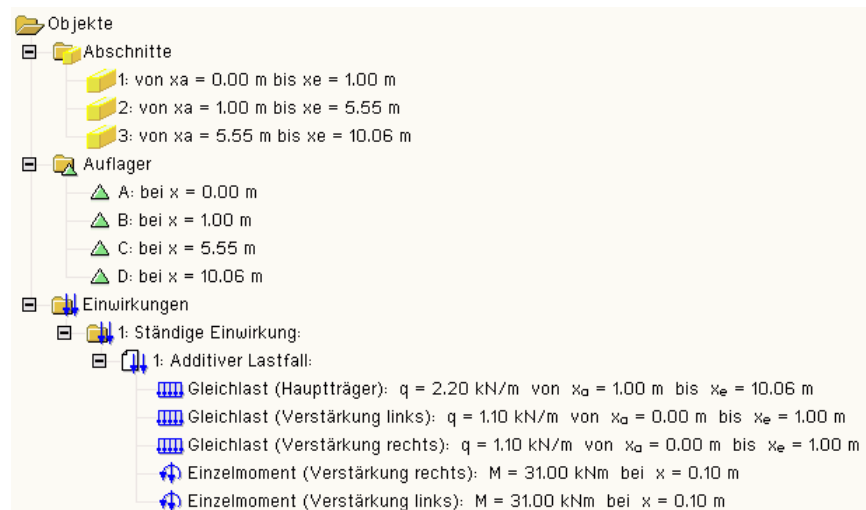 Objekte
Abschnitte
1: von xa = 0.00 m bis xe = 1.00 m
2: von xa = 1.00 m bis xe = 5.55 m
3: von xa = 5.55 m bis xe = 10.06 m
Auflager
A: bei x = 0.00 m
B: bei x = 1.00 m
C: bei x = 5.55 m
D: bei x = 10.06 m
Einwirkungen
1: Ständige Einwirkung:
1: Additiver Lastfall:
Gleichlast (Hauptträger): q = 2.20 kN/m von xa = 1.00 m bis xe = 10.06 m
Gleichlast (Verstärkung links): q = 1.10 kN/m von xa = 0.00 m bis xe = 1.00 m
Gleichlast (Verstärkung rechts): q = 1.10 kN/m von xa = 0.00 m bis xe = 1.00 m
Einzelmoment (Verstärkung rechts): M = 31.00 kNm bei x = 0.10 m
Einzelmoment (Verstärkung links): M = 31.00 kNm bei x = 0.10 m